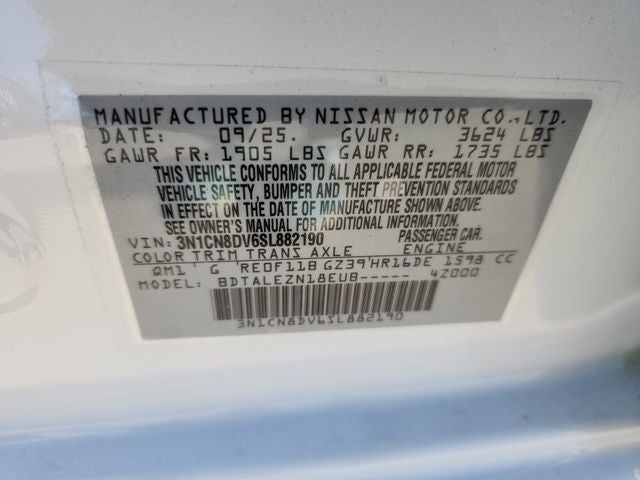 MANUFACTURED BY NISSAN MOTOR CO.,LTD.
DATE: 09/25. GVWR: 3624 LBS
GAWR FR: 1905 LBS GAWR RR: 1735 LBS
THIS VEHICLE CONFORMS TO ALL APPLICABLE FEDERAL MOTOR
VEHICLE SAFETY, BUMPER AND THEFT PREVENTION STANDARDS
IN EFFECT ON THE DATE OF MANUFACTURE SHOWN ABOVE.
SEE OWNER'S MANUAL FOR ADDITIONAL INFORMATION.
VIN: 3N1CN8DV6SL882190 PASSENGER CAR
COLOR TRIM TRANS AXLE ENGINE
QM1 G RE0F11B GZ39 HR16DE 1598 CC
MODEL: BDTALEZN18EUB----- 4Z000
3N1CN8DV6SL882190